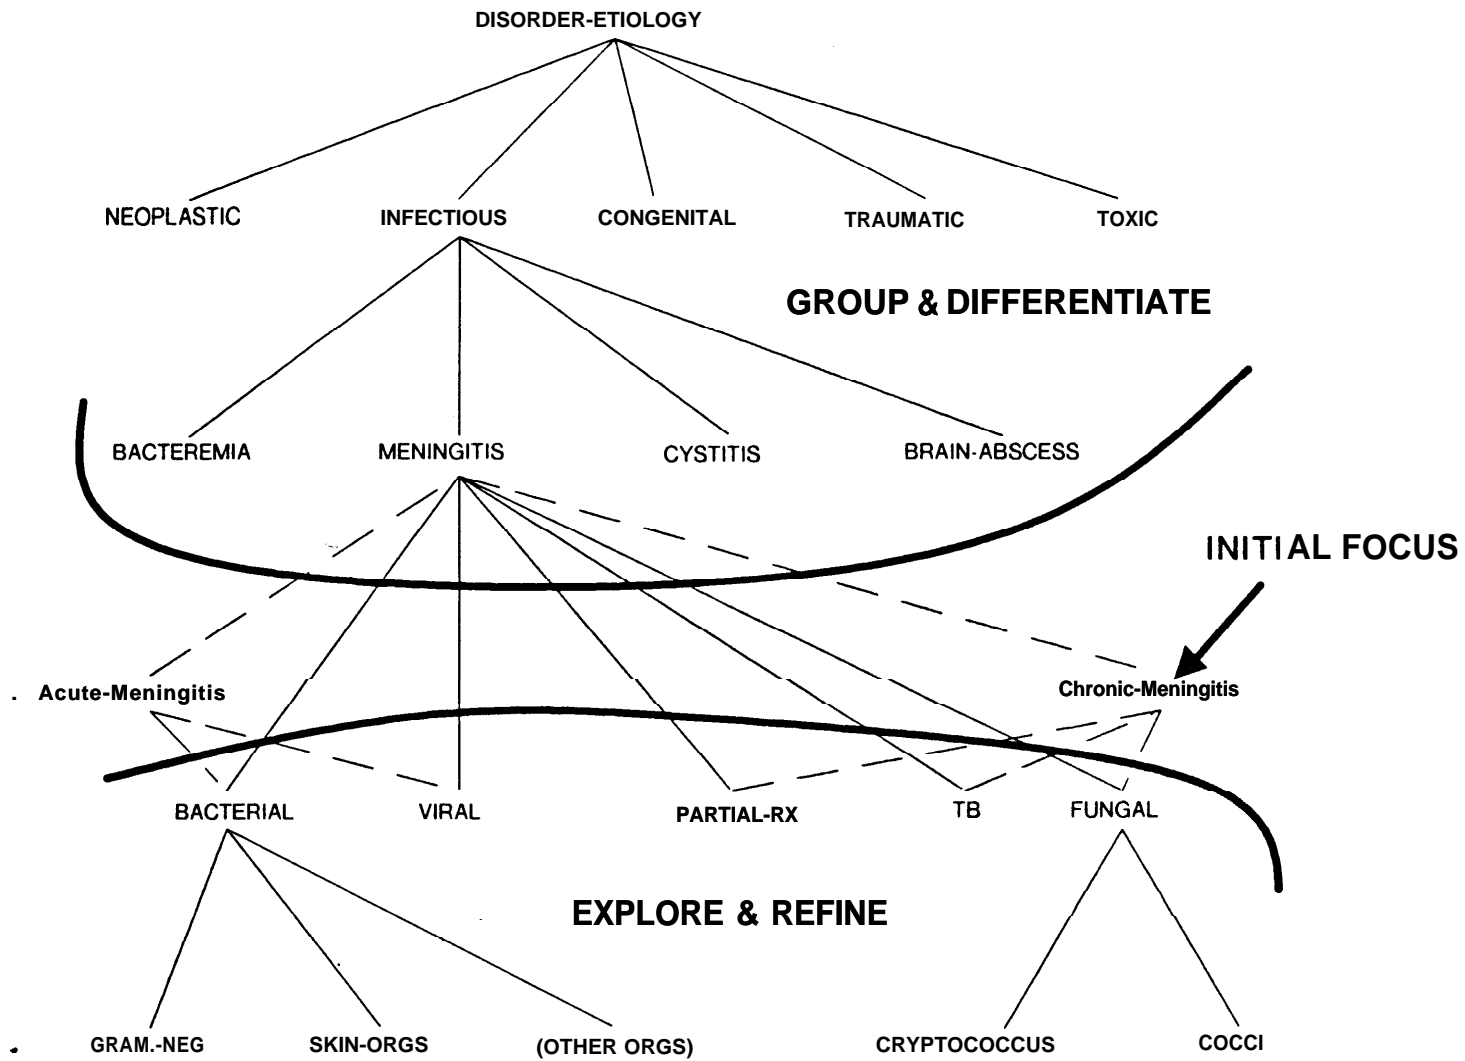 DISORDER-ETIOLOGY
NEOPLASTIC INFECTIOUS CONGENITAL TRAUMATIC TOXIC
GROUP & DIFFERENTIATE
BACTEREMIA MENINGITIS CYSTITIS BRAIN-ABSCESS
INITIAL FOCUS
Acute-Meningitis Chronic-Meningitis
BACTERIAL VIRAL PARTIAL-RX TB FUNGAL
EXPLORE & REFINE
GRAM.-NEG SKIN-ORGS (OTHER ORGS) CRYPTOCOCCUS COCCI